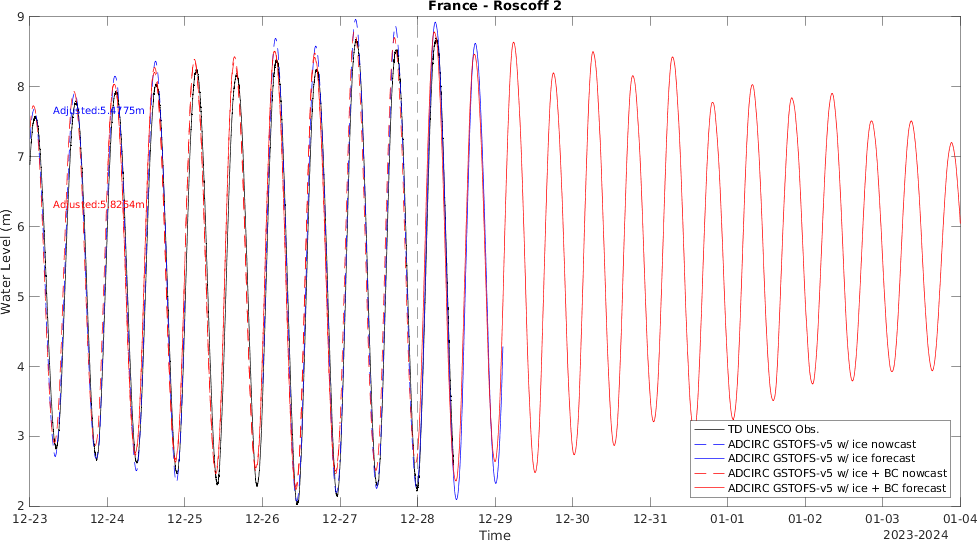 France - Roscoff 2
9
8
7
6
5
4
3
2
Water Level (m)
Adjusted:5.4775m
Adjusted:5.8254m
TD UNESCO Obs.
ADCIRC GSTOFS-v5 w/ ice nowcast
ADCIRC GSTOFS-v5 w/ ice forecast
ADCIRC GSTOFS-v5 w/ ice + BC nowcast
ADCIRC GSTOFS-v5 w/ ice + BC forecast
12-23 12-24 12-25 12-26 12-27 12-28 12-29 12-30 12-31 01-01 01-02 01-03 01-04
Time
2023-2024